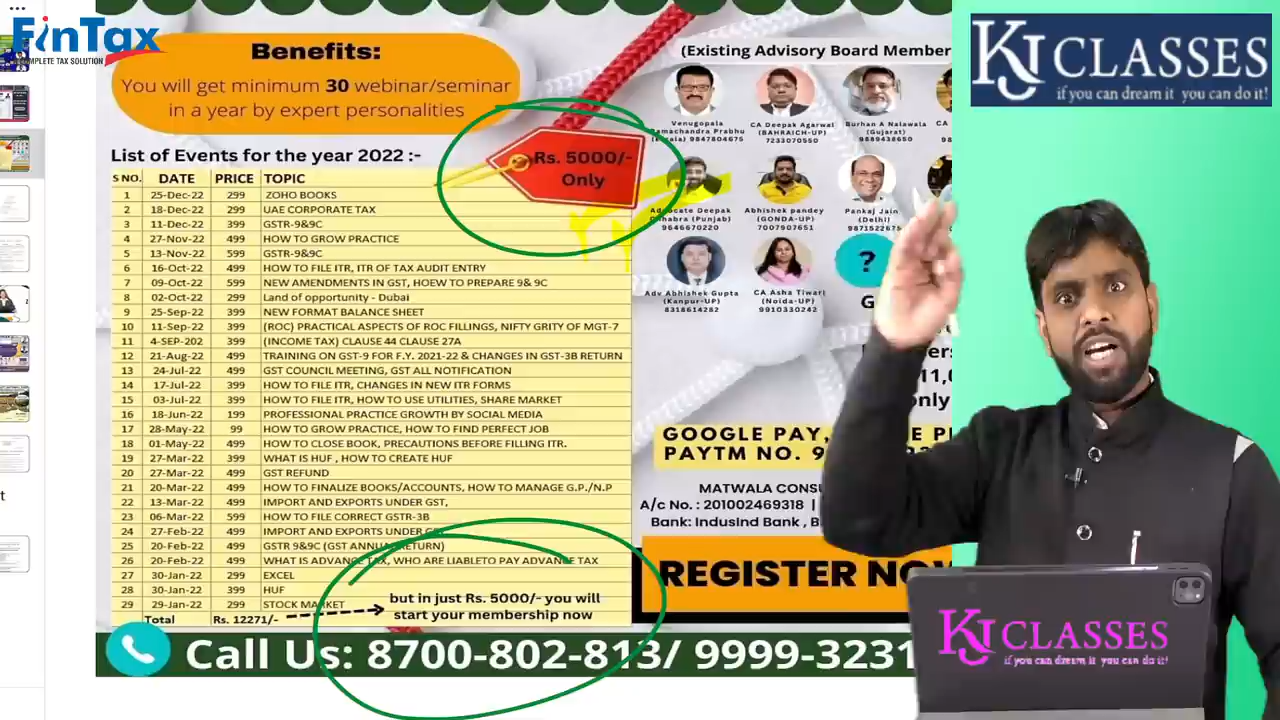 FinTax
COMPLETE TAX SOLUTION
Benefits:
You will get minimum 30 webinar/seminar
in a year by expert personalities
List of Events for the year 2022 :-
Rs. 5000/-
Only
S NO. DATE PRICE TOPIC
1 25-Dec-22 299 ZOHO BOOKS
2 18-Dec-22 299 UAE CORPORATE TAX
3 11-Dec-22 399 GSTR-9&9C
4 27-Nov-22 499 HOW TO GROW PRACTICE
5 13-Nov-22 599 GSTR-9&9C
6 16-Oct-22 499 HOW TO FILE ITR, ITR OF TAX AUDIT ENTRY
7 09-Oct-22 599 NEW AMENDMENTS IN GST, HOEW TO PREPARE 9& 9C
8 02-Oct-22 299 Land of opportunity - Dubai
9 25-Sep-22 399 NEW FORMAT BALANCE SHEET
10 11-Sep-22 399 (ROC) PRACTICAL ASPECTS OF ROC FILLINGS, NIFTY GRITY OF MGT-7
11 4-SEP-202 399 (INCOME TAX) CLAUSE 44 CLAUSE 27A
12 21-Aug-22 499 TRAINING ON GST-9 FOR F.Y. 2021-22 & CHANGES IN GST-3B RETURN
13 24-Jul-22 499 GST COUNCIL MEETING, GST ALL NOTIFICATION
14 17-Jul-22 399 HOW TO FILE ITR, CHANGES IN NEW ITR FORMS
15 03-Jul-22 399 HOW TO FILE ITR, HOW TO USE UTILITIES, SHARE MARKET
16 18-Jun-22 199 PROFESSIONAL PRACTICE GROWTH BY SOCIAL MEDIA
17 28-May-22 99 HOW TO GROW PRACTICE, HOW TO FIND PERFECT JOB
18 01-May-22 499 HOW TO CLOSE BOOK, PRECAUTIONS BEFORE FILLING ITR.
19 27-Mar-22 399 WHAT IS HUF , HOW TO CREATE HUF
20 27-Mar-22 499 GST REFUND
21 20-Mar-22 499 HOW TO FINALIZE BOOKS/ACCOUNTS, HOW TO MANAGE G.P./N.P
22 13-Mar-22 499 IMPORT AND EXPORTS UNDER GST,
23 06-Mar-22 599 HOW TO FILE CORRECT GSTR-3B
24 27-Feb-22 499 IMPORT AND EXPORTS UNDER
25 20-Feb-22 499 GSTR 9&9C (GST ANNUAL RETURN)
26 20-Feb-22 499 WHAT IS ADVANCE TAX, WHO ARE LIABLETO PAY ADVANCE TAX
27 30-Jan-22 299 EXCEL
28 30-Jan-22 399 HUF
29 29-Jan-22 299 STOCK MARKET
Total Rs. 12271/-
but in just Rs. 5000/- you will
start your membership now
Call Us: 8700-802-813/ 9999-3231
(Existing Advisory Board Member
Venugopala
Ramachandra Prabhu
(Kerala) 9847804675
CA Deepak Agarwal
(BAHRAICH-UP)
7233070550
Burhan A Nalawala
(Gujarat)
9889438650
CA
Advocate Deepak
Chhabra (Punjab)
9646670220
Abhishek pandey
(GONDA-UP)
7007907651
Pankaj Jain
(Delhi)
9871522675
Adv Abhishek Gupta
(Kanpur-UP)
8318614282
CA Asha Tiwari
(Noida-UP)
9910330242
?
G
11,0
only
GOOGLE PAY,
PAYTM NO. 9
MATWALA CONSU
A/c No. : 201002469318 |
Bank: IndusInd Bank , B
REGISTER NOW
KJ CLASSES
if you can dream it you can do it!
KJ CLASSES
if you can dream it you can do it!